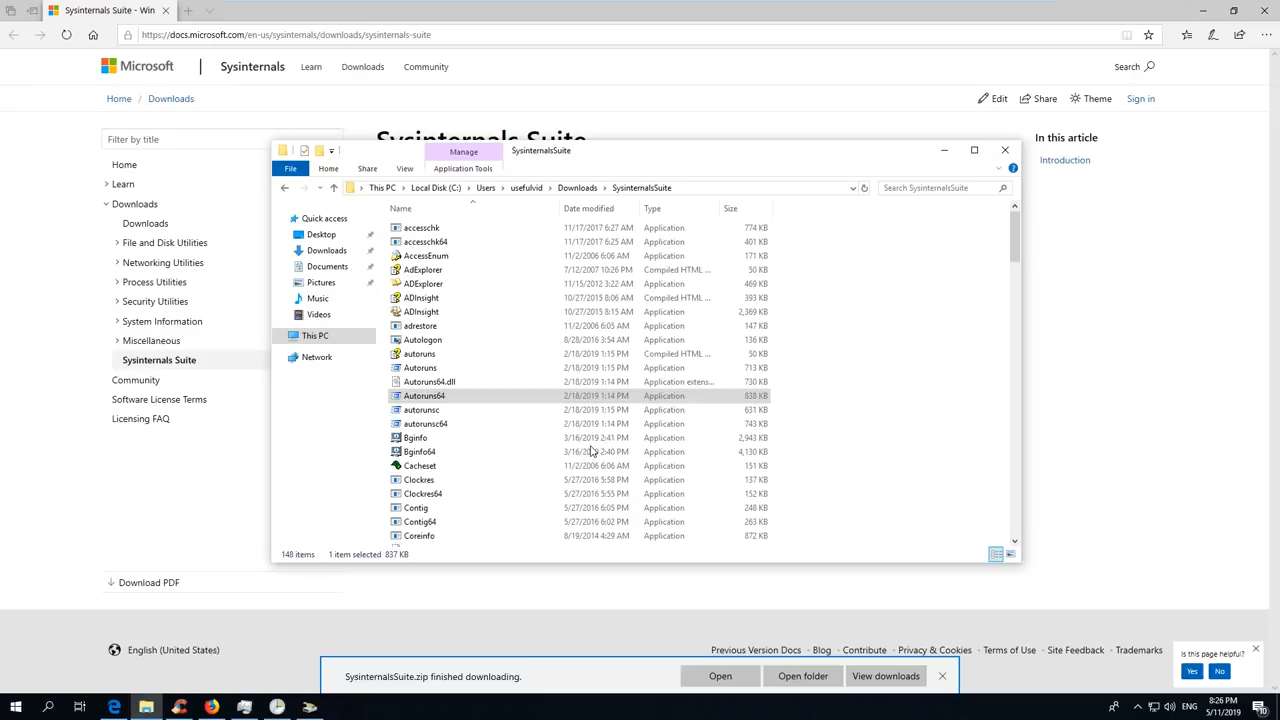 Sysinternals Suite - Win
https://docs.microsoft.com/en-us/sysinternals/downloads/sysinternals-suite
Microsoft
Sysinternals
Learn
Downloads
Community
Search
Home / Downloads
Edit
Share
Theme
Sign in
Filter by title
Sysinternals Suite
In this article
Introduction
Home
Learn
Downloads
Downloads
File and Disk Utilities
Networking Utilities
Process Utilities
Security Utilities
System Information
Miscellaneous
Sysinternals Suite
Community
Software License Terms
Licensing FAQ
Download PDF
Manage
SysinternalsSuite
File
Home
Share
View
Application Tools
This PC > Local Disk (C:) > Users > usefulvid > Downloads > SysinternalsSuite
Search SysinternalsSuite
Quick access
Desktop
Downloads
Documents
Pictures
Music
Videos
This PC
Network
Name Date modified Type Size
accesschk 11/17/2017 6:27 AM Application 774 KB
accesschk64 11/17/2017 6:25 AM Application 401 KB
AccessEnum 11/2/2006 6:06 AM Application 171 KB
AdExplorer 7/12/2007 10:26 PM Compiled HTML ... 50 KB
ADExplorer 11/15/2012 3:22 AM Application 469 KB
ADInsight 10/27/2015 8:06 AM Compiled HTML ... 393 KB
ADInsight 10/27/2015 8:15 AM Application 2,369 KB
adrestore 11/2/2006 6:05 AM Application 147 KB
Autologon 8/28/2016 3:54 AM Application 136 KB
autoruns 2/18/2019 1:15 PM Compiled HTML ... 50 KB
Autoruns 2/18/2019 1:15 PM Application 713 KB
Autoruns64.dll 2/18/2019 1:14 PM Application extens... 730 KB
Autoruns64 2/18/2019 1:14 PM Application 838 KB
autorunsc 2/18/2019 1:15 PM Application 631 KB
autorunsc64 2/18/2019 1:14 PM Application 743 KB
Bginfo 3/16/2019 2:41 PM Application 2,943 KB
Bginfo64 2:40 PM Application 4,130 KB
Cacheset 11/2/2006 6:06 AM Application 151 KB
Clockres 5/27/2016 5:58 PM Application 137 KB
Clockres64 5/27/2016 5:55 PM Application 152 KB
Contig 5/27/2016 6:05 PM Application 248 KB
Contig64 5/27/2016 6:02 PM Application 263 KB
Coreinfo 8/19/2014 4:29 AM Application 872 KB
148 items 1 item selected 837 KB
English (United States)
Previous Version Docs • Blog • Contribute • Privacy & Cookies • Terms of Use • Site Feedback • Trademarks
Is this page helpful?
Yes
No
SysinternalsSuite.zip finished downloading.
Open
Open folder
View downloads
ENG
8:26 PM
5/11/2019
10